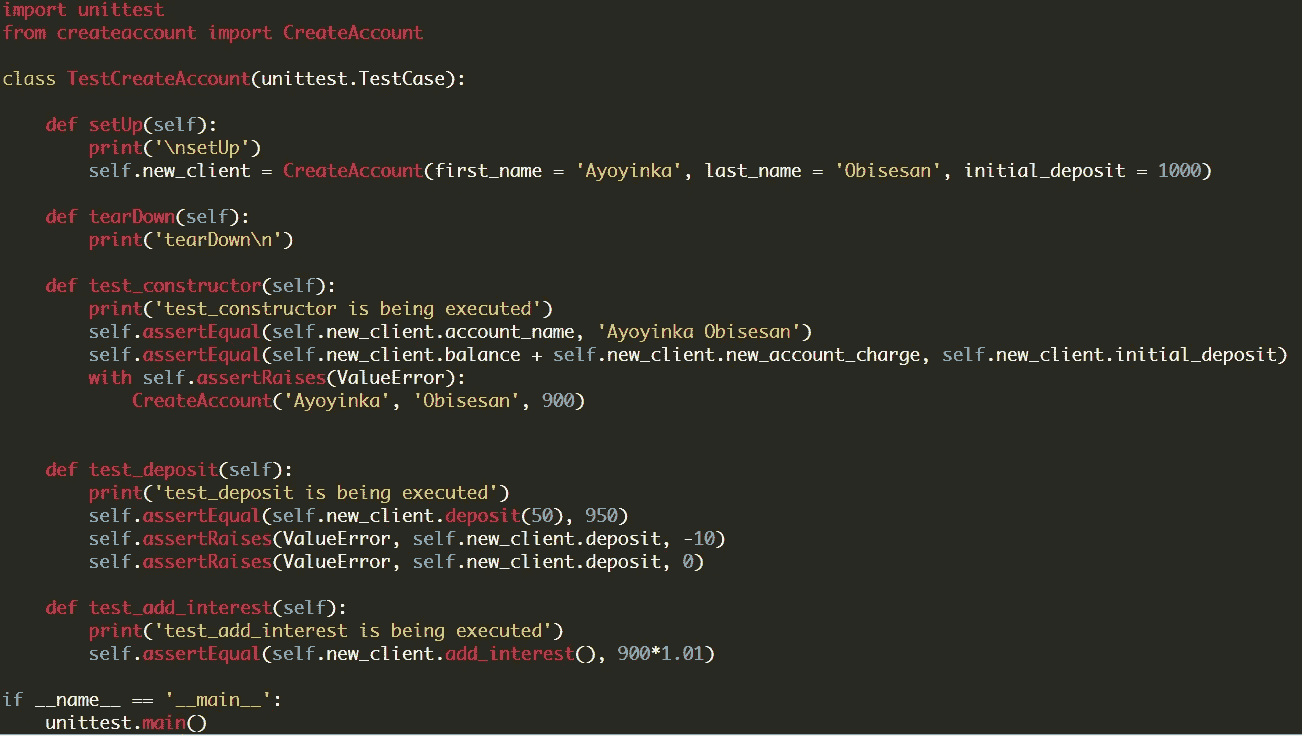 import unittest
from createaccount import CreateAccount
class TestCreateAccount(unittest.TestCase):
    def setUp(self):
        print('\nsetUp')
        self.new_client = CreateAccount(first_name = 'Ayoyinka', last_name = 'Obisesan', initial_deposit = 1000)
    def tearDown(self):
        print('tearDown\n')
    def test_constructor(self):
        print('test_constructor is being executed')
        self.assertEqual(self.new_client.account_name, 'Ayoyinka Obisesan')
        self.assertEqual(self.new_client.balance + self.new_client.new_account_charge, self.new_client.initial_deposit)
        with self.assertRaises(ValueError):
            CreateAccount('Ayoyinka', 'Obisesan', 900)
    def test_deposit(self):
        print('test_deposit is being executed')
        self.assertEqual(self.new_client.deposit(50), 950)
        self.assertRaises(ValueError, self.new_client.deposit, -10)
        self.assertRaises(ValueError, self.new_client.deposit, 0)
    def test_add_interest(self):
        print('test_add_interest is being executed')
        self.assertEqual(self.new_client.add_interest(), 900*1.01)
if __name__ == '__main__':
    unittest.main()